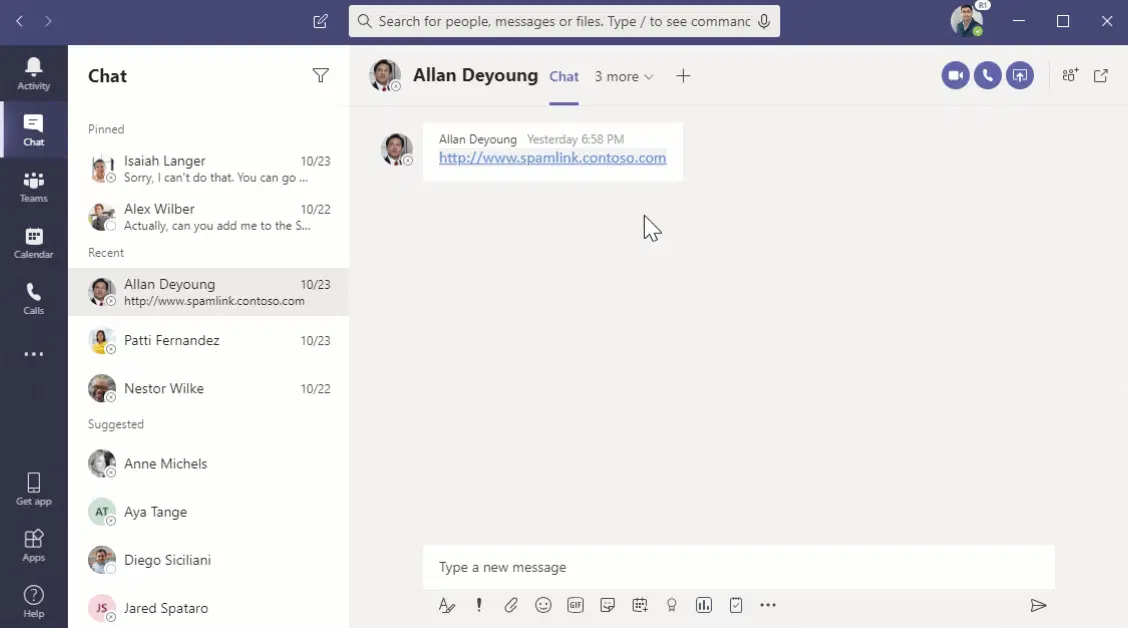 Search for people, messages or files. Type / to see commanc
R1
Activity
Chat
Teams
Calendar
Calls
Get app
Apps
Help
Chat
Pinned
Isaiah Langer 10/23
Sorry, I can't do that. You can go ...
Alex Wilber 10/22
Actually, can you add me to the S...
Recent
Allan Deyoung 10/23
http://www.spamlink.contoso.com
Patti Fernandez 10/23
Nestor Wilke 10/22
Suggested
Anne Michels
AT Aya Tange
Diego Siciliani
JS Jared Spataro
Allan Deyoung Chat 3 more
Allan Deyoung Yesterday 6:58 PM
http://www.spamlink.contoso.com
Type a new message
GIF